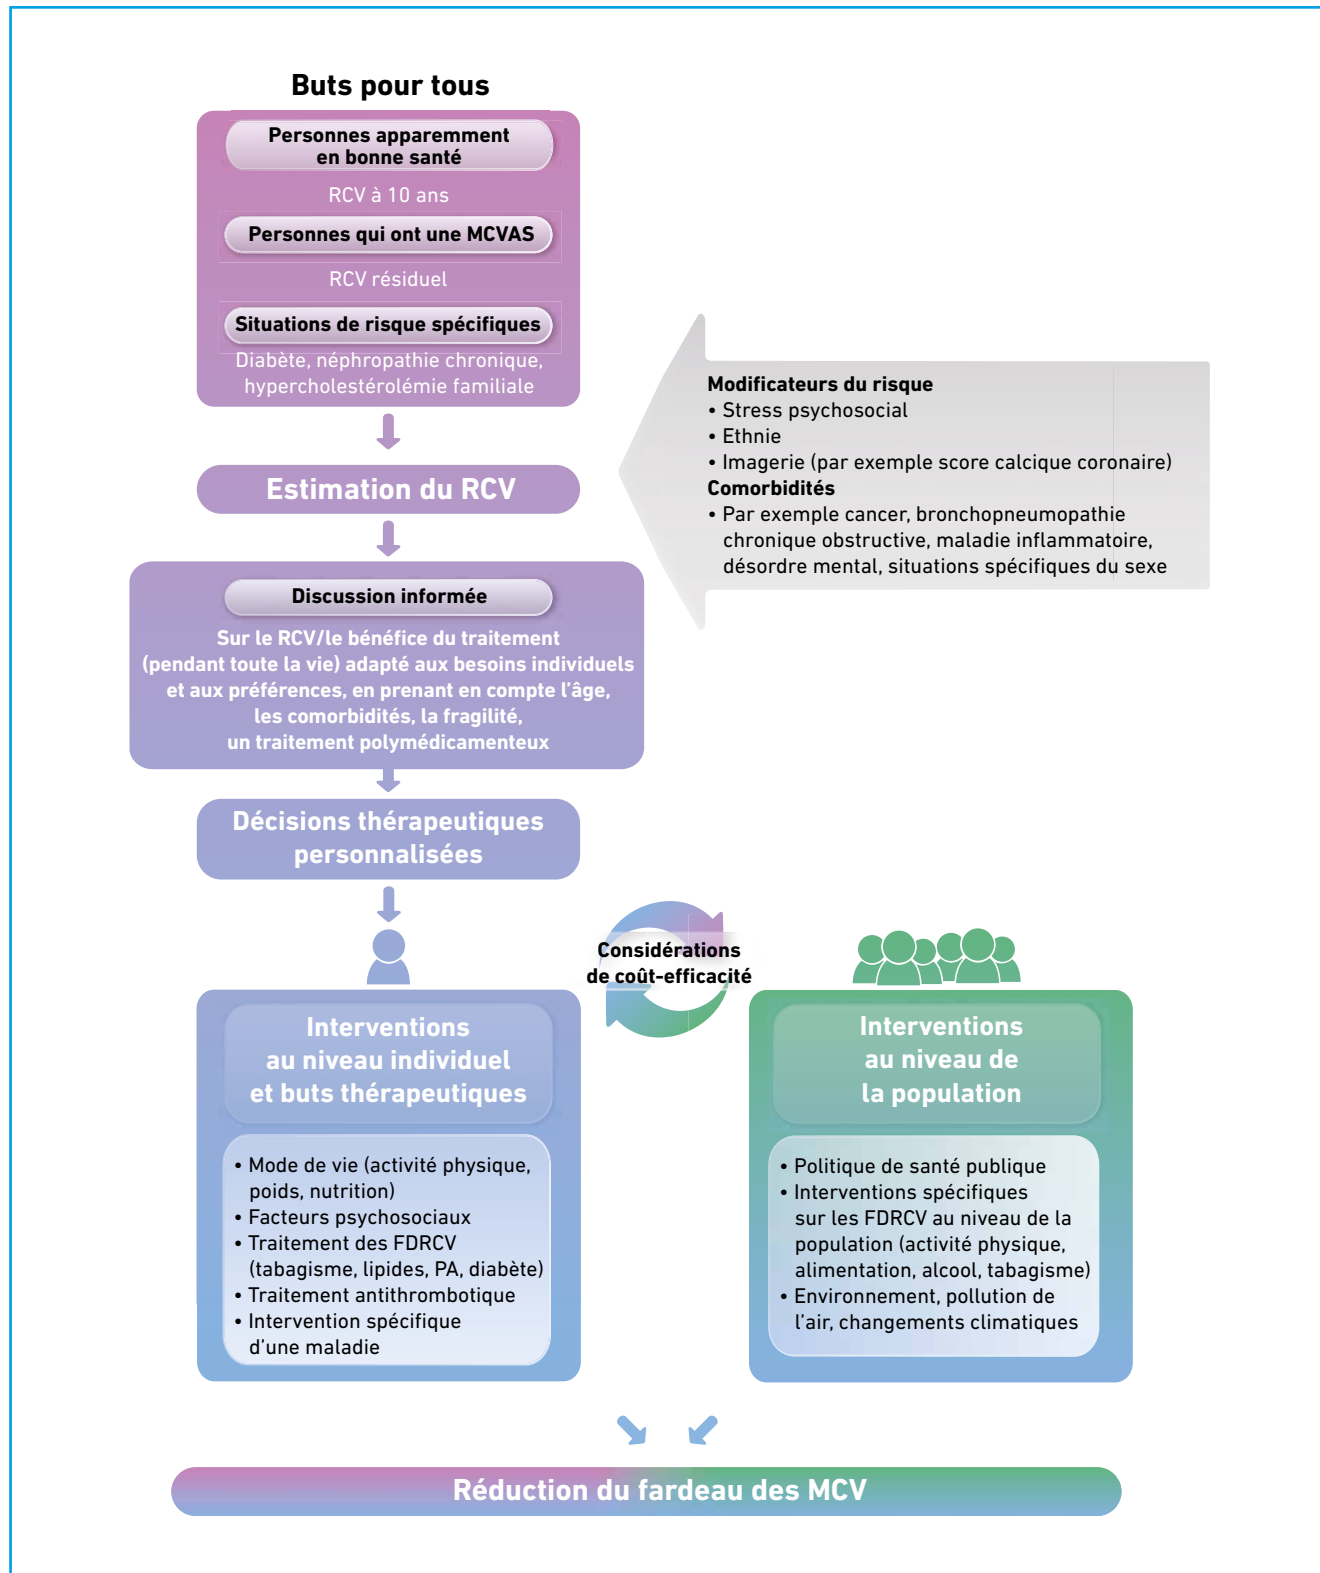 Buts pour tous
Personnes apparemment
en bonne santé
RCV à 10 ans
Personnes qui ont une MCVAS
RCV résiduel
Situations de risque spécifiques
Diabète, néphropathie chronique,
hypercholestérolémie familiale
Modificateurs du risque
• Stress psychosocial
• Ethnie
• Imagerie (par exemple score calcique coronaire)
Comorbidités
• Par exemple cancer, bronchopneumopathie
chronique obstructive, maladie inflammatoire,
désordre mental, situations spécifiques du sexe
Estimation du RCV
Discussion informée
Sur le RCV/le bénéfice du traitement
(pendant toute la vie) adapté aux besoins individuels
et aux préférences, en prenant en compte l’âge,
les comorbidités, la fragilité,
un traitement polymédicamenteux
Décisions thérapeutiques
personnalisées
Considérations
de coût-efficacité
Interventions
au niveau individuel
et buts thérapeutiques
• Mode de vie (activité physique,
poids, nutrition)
• Facteurs psychosociaux
• Traitement des FDRCV
(tabagisme, lipides, PA, diabète)
• Traitement antithrombotique
• Intervention spécifique
d’une maladie
Interventions
au niveau de
la population
• Politique de santé publique
• Interventions spécifiques
sur les FDRCV au niveau de la
population (activité physique,
alimentation, alcool, tabagisme)
• Environnement, pollution de
l’air, changements climatiques
Réduction du fardeau des MCV